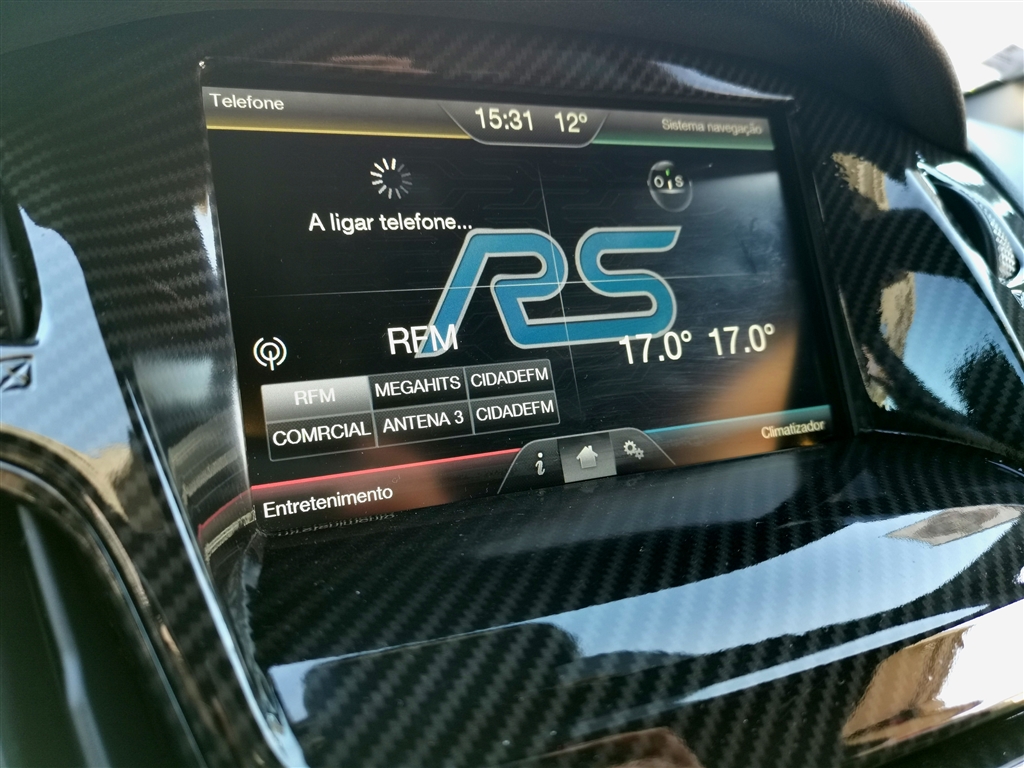 Telefone
15:31 12°
Sistema navegação
O S
A ligar telefone...
RS
RFM
17.0° 17.0°
RFM MEGAHITS CIDADEFM
COMRCIAL ANTENA 3 CIDADEFM
i
Climatizador
Entretenimento